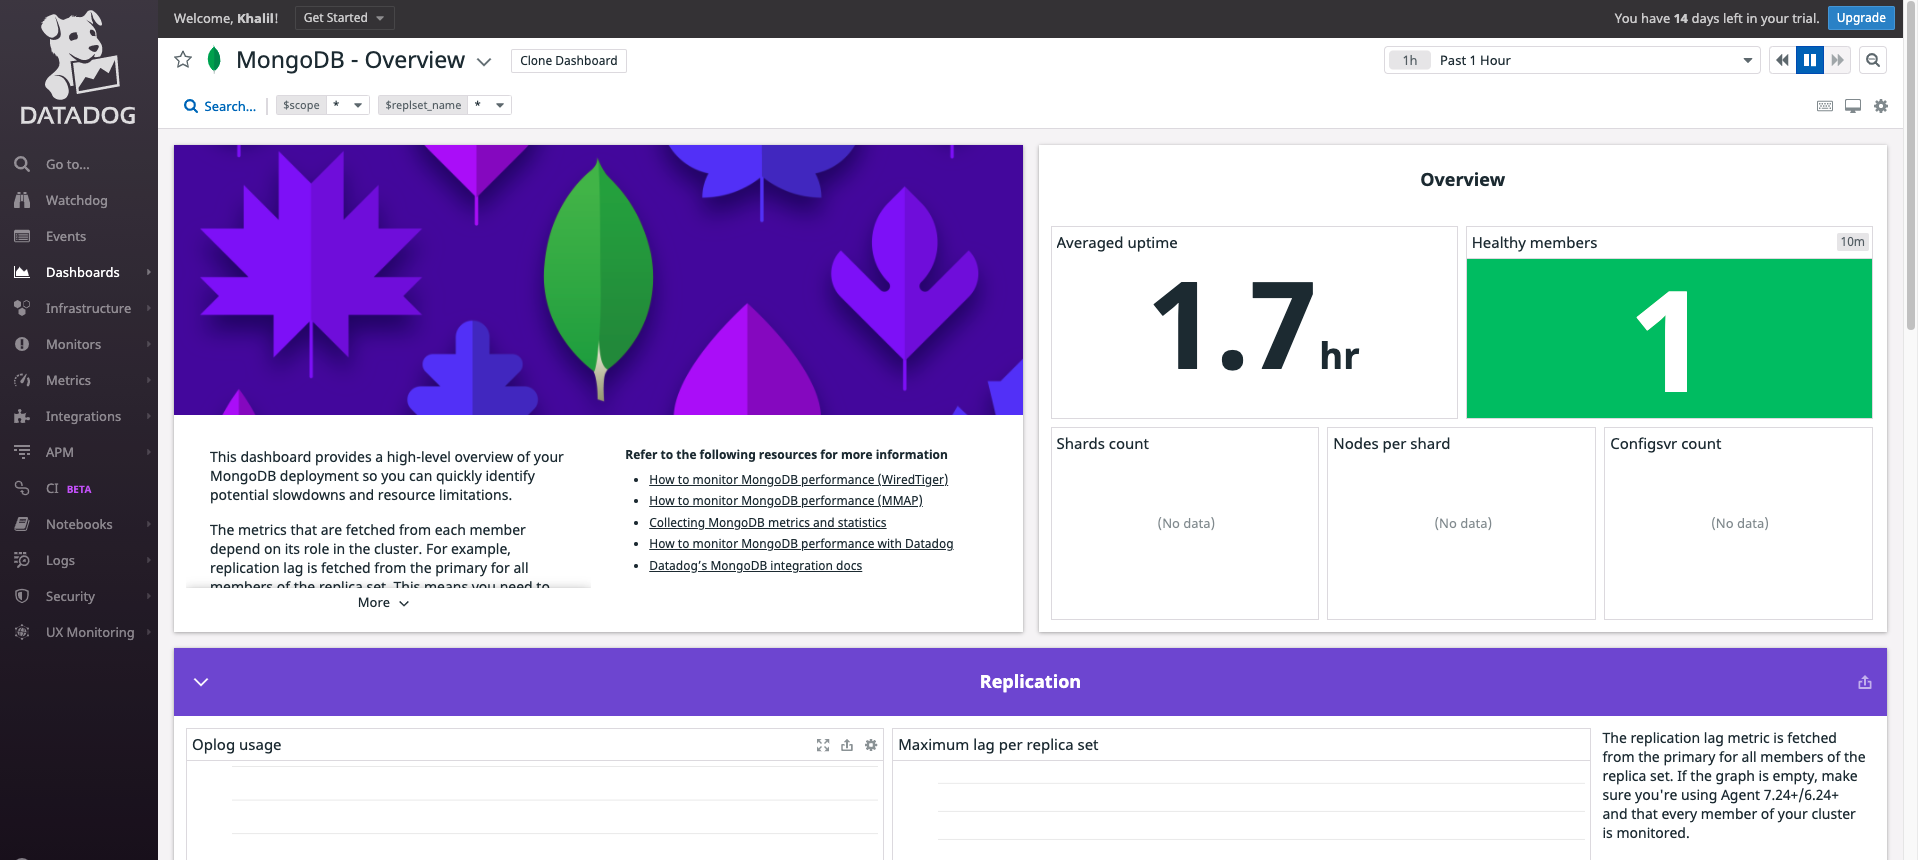 Welcome, Khalil!
Get Started
You have 14 days left in your trial.
Upgrade
DATADOG
Go to...
Watchdog
Events
Dashboards
Infrastructure
Monitors
Metrics
Integrations
APM
CI BETA
Notebooks
Logs
Security
UX Monitoring
MongoDB - Overview
Clone Dashboard
1h Past 1 Hour
Search...
$scope *
$replset_name *
This dashboard provides a high-level overview of your
MongoDB deployment so you can quickly identify
potential slowdowns and resource limitations.
The metrics that are fetched from each member
depend on its role in the cluster. For example,
replication lag is fetched from the primary for all
members of the replica set. This means you need to
More
Refer to the following resources for more information
• How to monitor MongoDB performance (WiredTiger)
• How to monitor MongoDB performance (MMAP)
• Collecting MongoDB metrics and statistics
• How to monitor MongoDB performance with Datadog
• Datadog's MongoDB integration docs
Overview
Averaged uptime
1.7 hr
Healthy members
10m
1
Shards count
(No data)
Nodes per shard
(No data)
Configsvr count
(No data)
Replication
Oplog usage
Maximum lag per replica set
The replication lag metric is fetched
from the primary for all members of the
replica set. If the graph is empty, make
sure you're using Agent 7.24+/6.24+
and that every member of your cluster
is monitored.